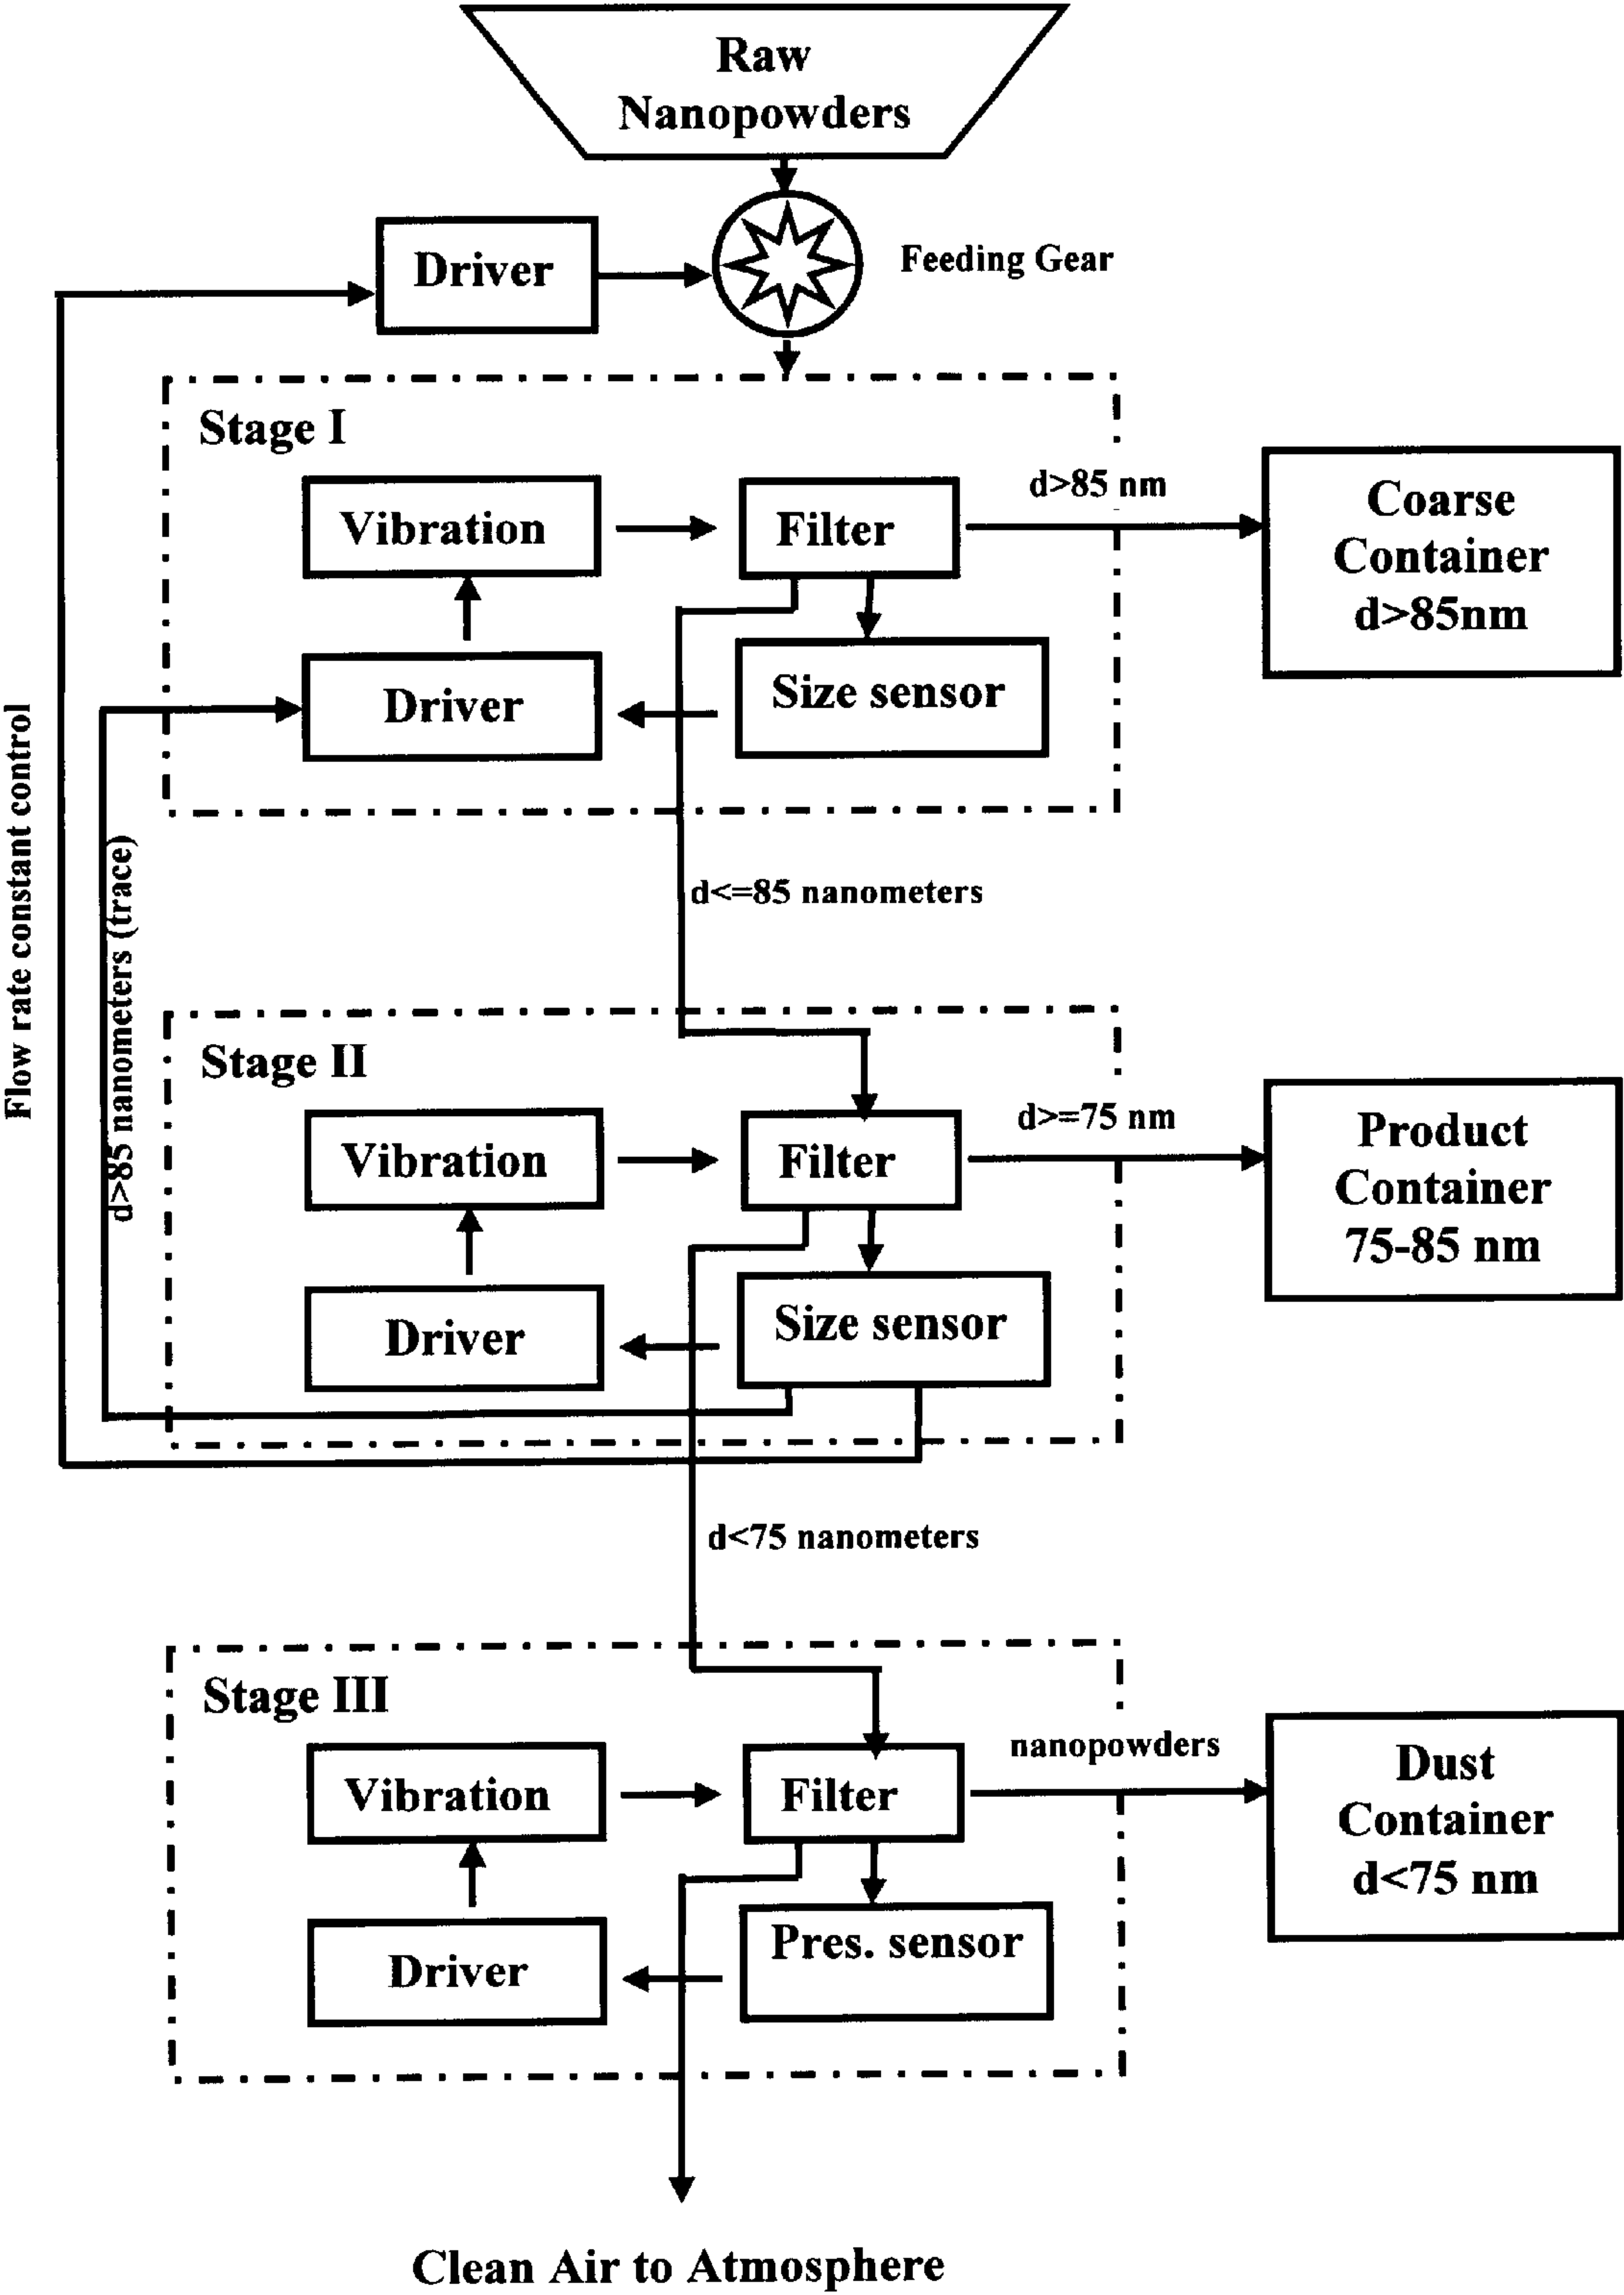 Raw
Nanopowders
Driver
Feeding Gear
Stage I
Vibration
Filter
d>85 nm
Coarse
Container
d>85nm
Driver
Size sensor
Flow rate constant control
d>85 nanometers (trace)
d<=85 nanometers
Stage II
Vibration
Filter
d>=75 nm
Product
Container
75-85 nm
Driver
Size sensor
d<75 nanometers
Stage III
Vibration
Filter
nanopowders
Dust
Container
d<75 nm
Driver
Pres. sensor
Clean Air to Atmosphere